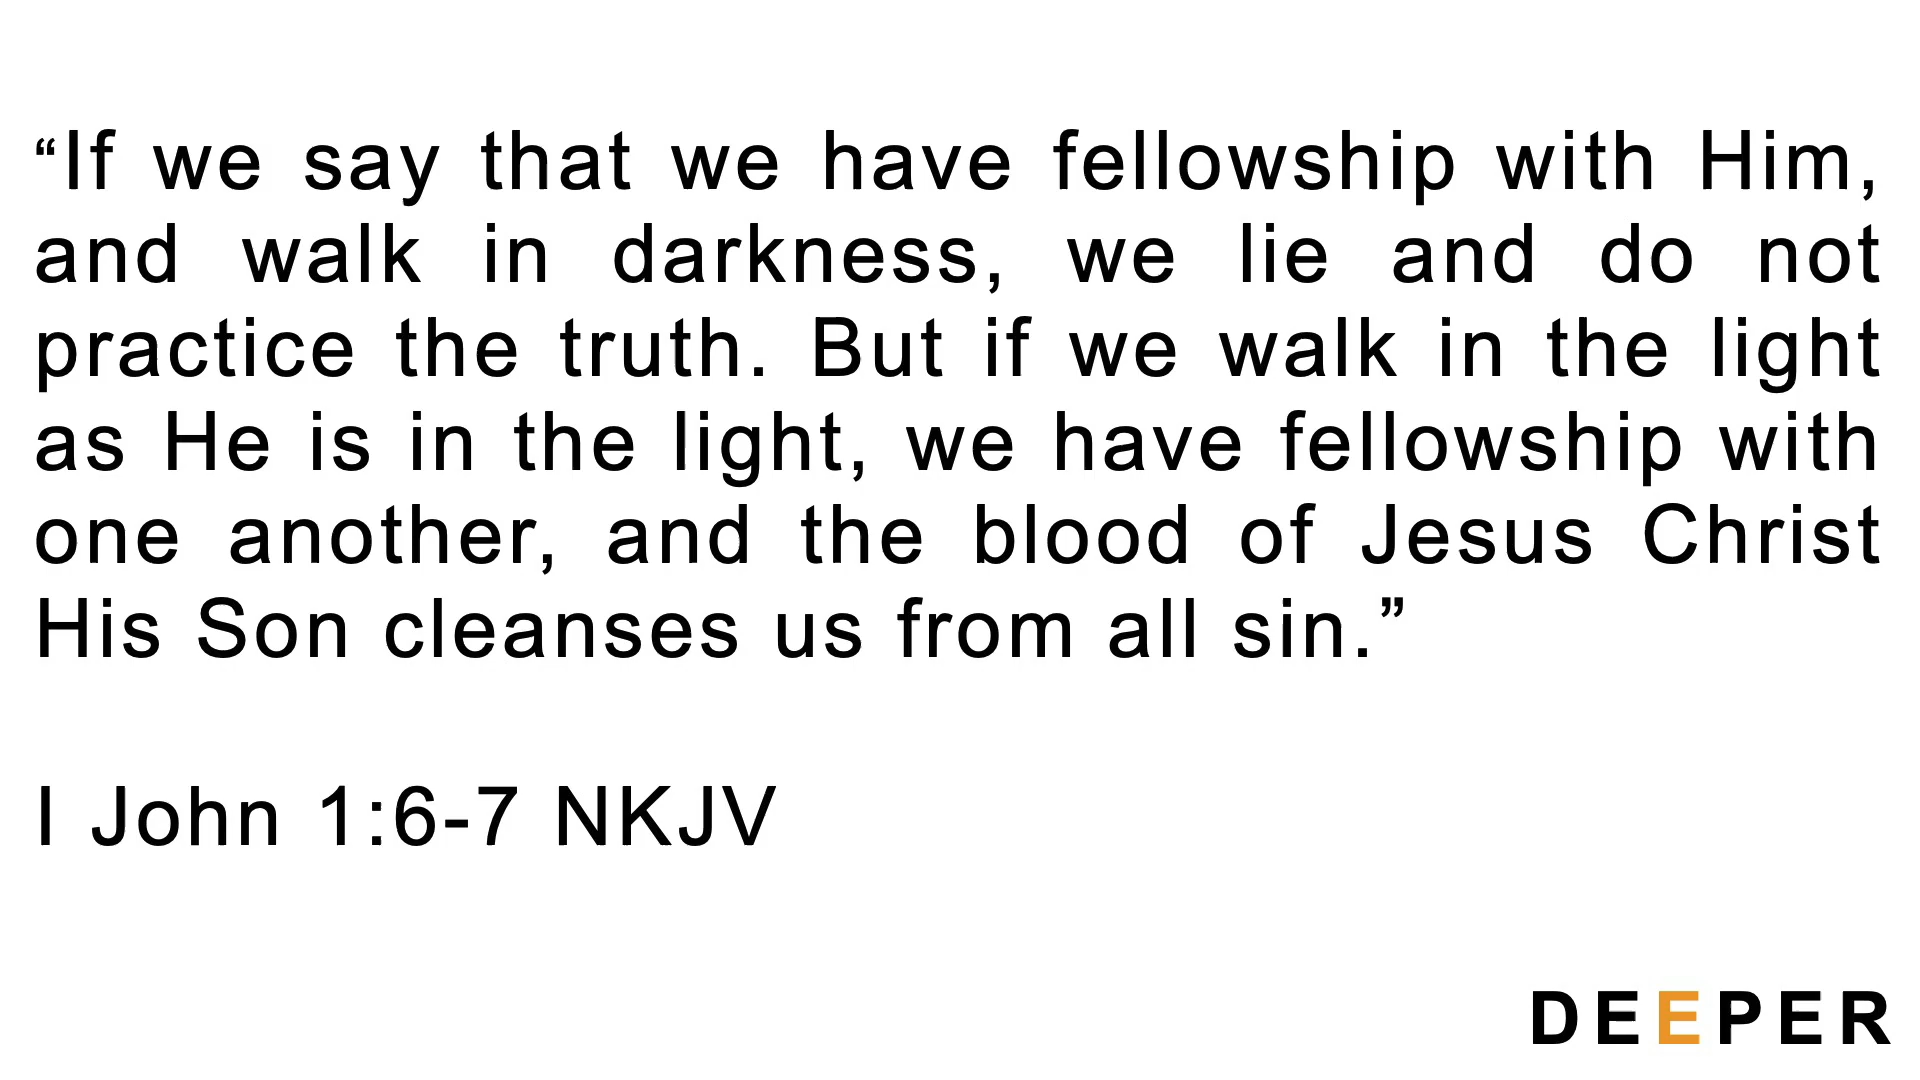 “If we say that we have fellowship with Him,
and walk in darkness, we lie and do not
practice the truth. But if we walk in the light
as He is in the light, we have fellowship with
one another, and the blood of Jesus Christ
His Son cleanses us from all sin.”
I John 1:6-7 NKJV
DEEPER